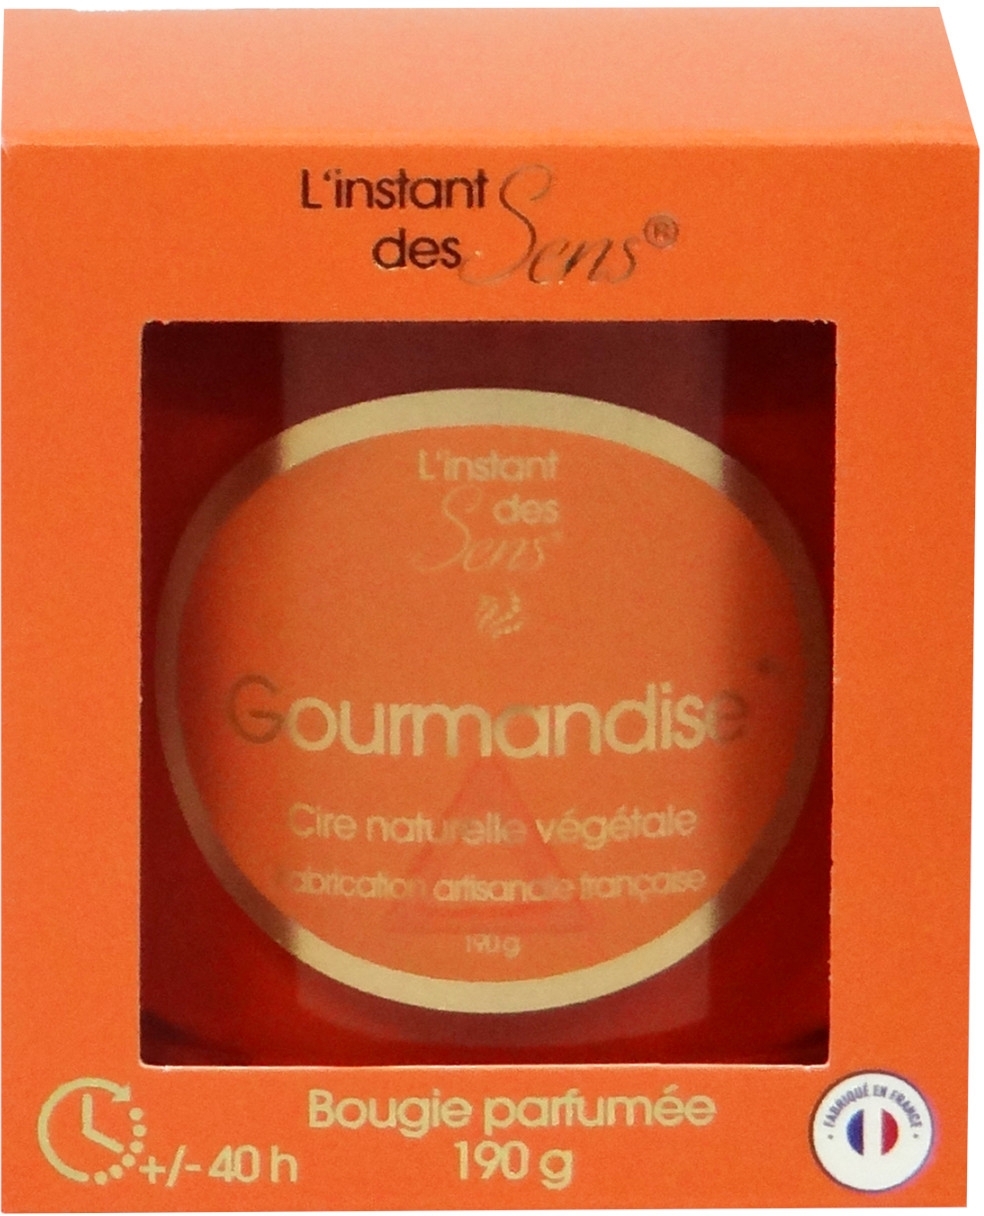 L'instant
des Sens®
L'instant
des
Sens®
Gourmandise
Cire naturelle végétale
Fabrication artisanale française
190 g
Bougie parfumée
+/- 40 h
190 g
FABRIQUÉ EN FRANCE